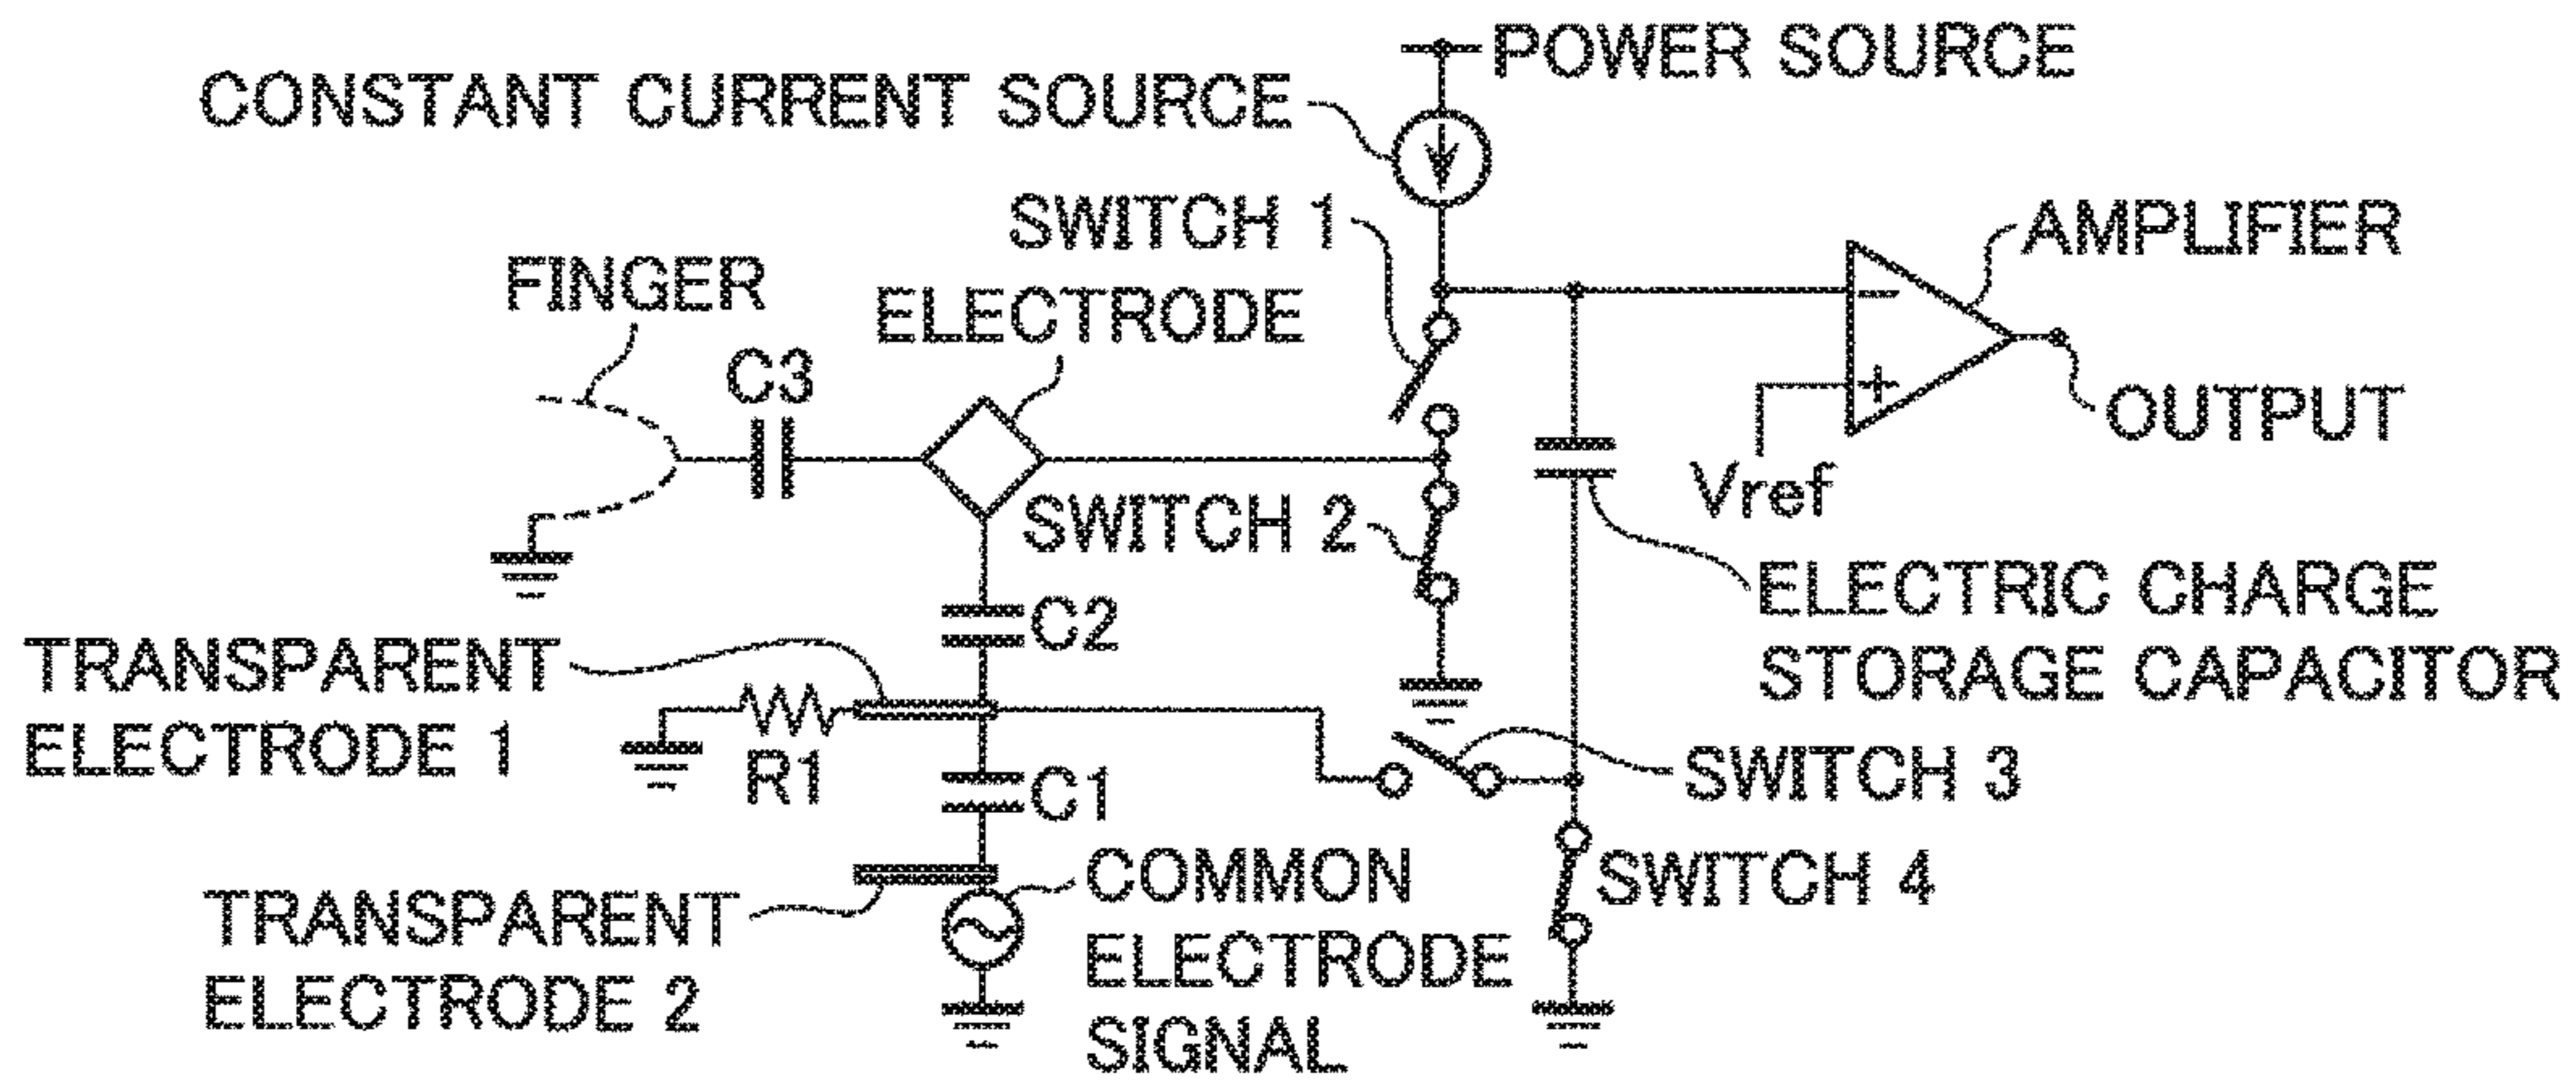 POWER SOURCE
CONSTANT CURRENT SOURCE
SWITCH 1
AMPLIFIER
FINGER
ELECTRODE
C3
−
+
OUTPUT
Vref
SWITCH 2
ELECTRIC CHARGE
STORAGE CAPACITOR
C2
TRANSPARENT
ELECTRODE 1
R1
C1
SWITCH 3
COMMON
ELECTRODE
SIGNAL
SWITCH 4
TRANSPARENT
ELECTRODE 2